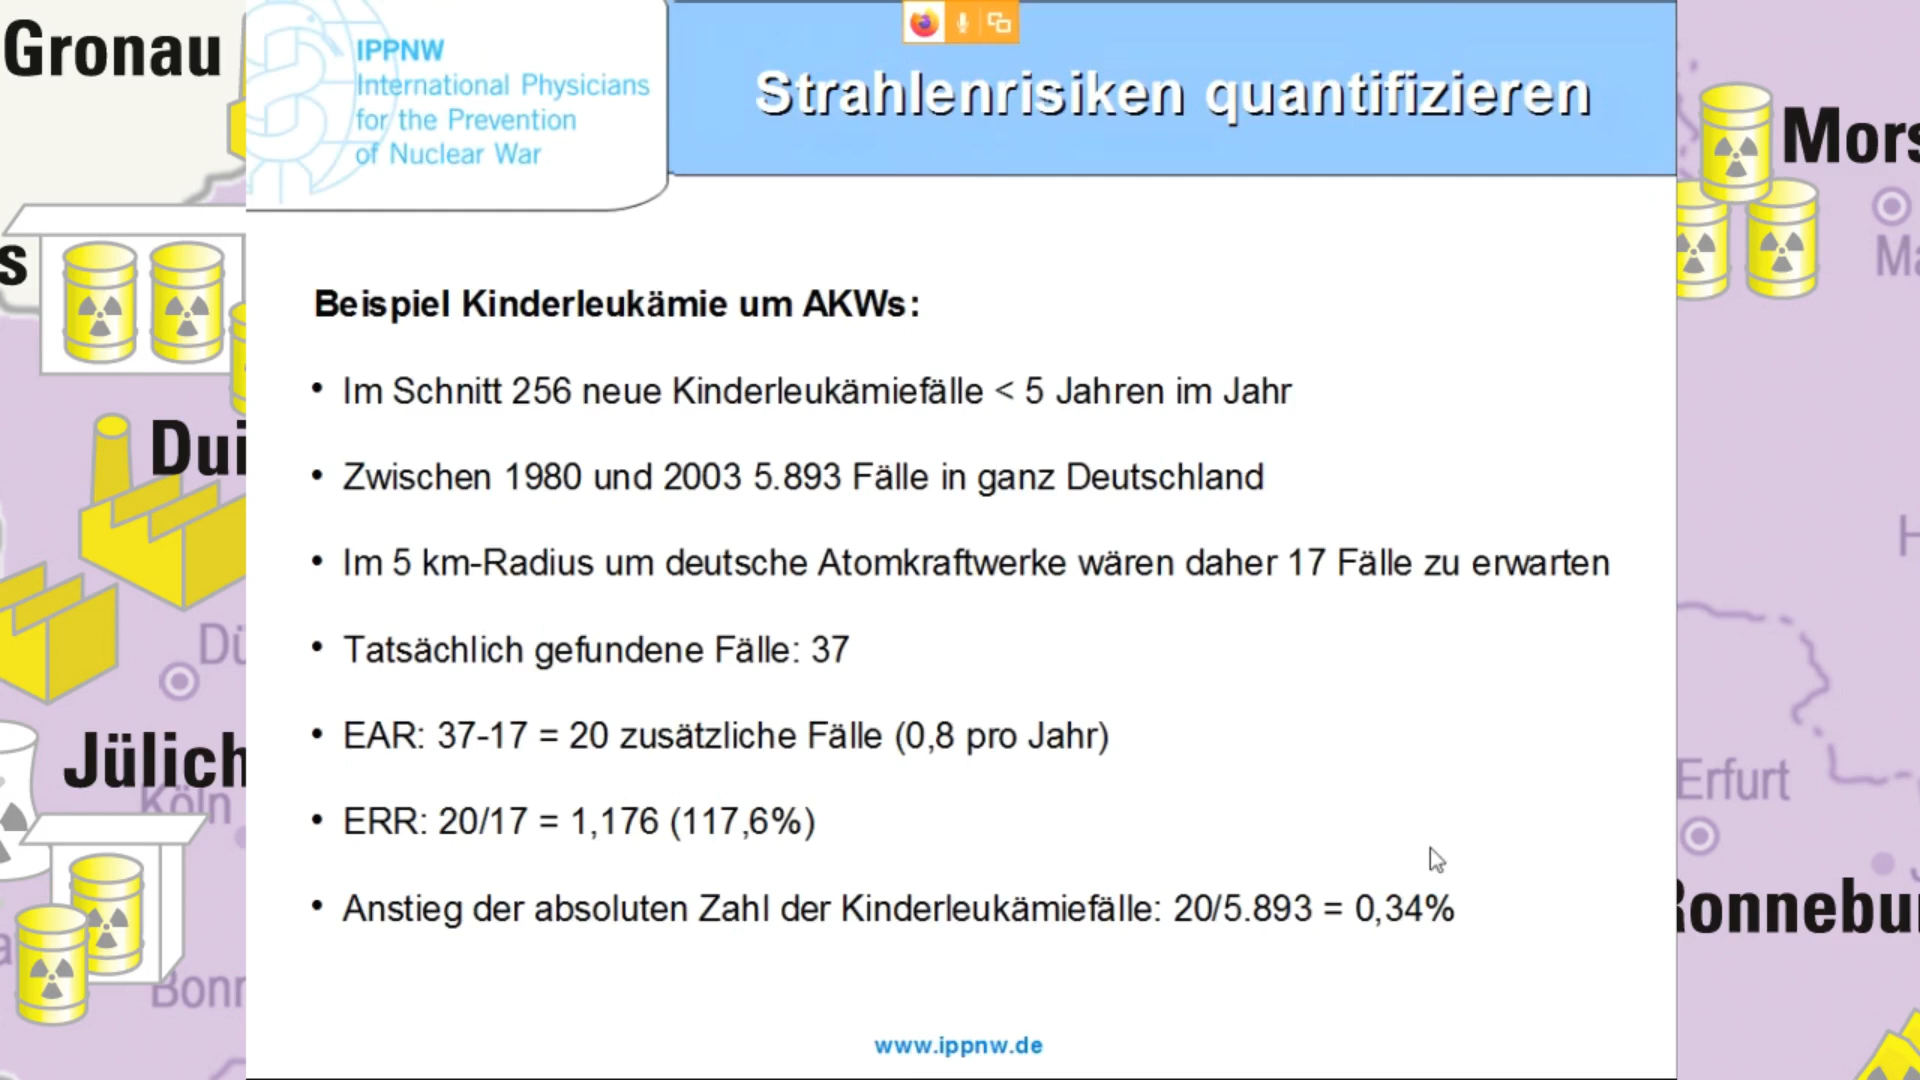 Gronau
IPPNW
International Physicians
for the Prevention
of Nuclear War
Strahlenrisiken quantifizieren
Mors
Ma
s
Beispiel Kinderleukämie um AKWs:
• Im Schnitt 256 neue Kinderleukämiefälle < 5 Jahren im Jahr
Dui
• Zwischen 1980 und 2003 5.893 Fälle in ganz Deutschland
H
• Im 5 km-Radius um deutsche Atomkraftwerke wären daher 17 Fälle zu erwarten
Dü
• Tatsächlich gefundene Fälle: 37
• EAR: 37-17 = 20 zusätzliche Fälle (0,8 pro Jahr)
Jülich
Köln
Erfurt
• ERR: 20/17 = 1,176 (117,6%)
• Anstieg der absoluten Zahl der Kinderleukämiefälle: 20/5.893 = 0,34%
Ronnebu
Bonn
www.ippnw.de